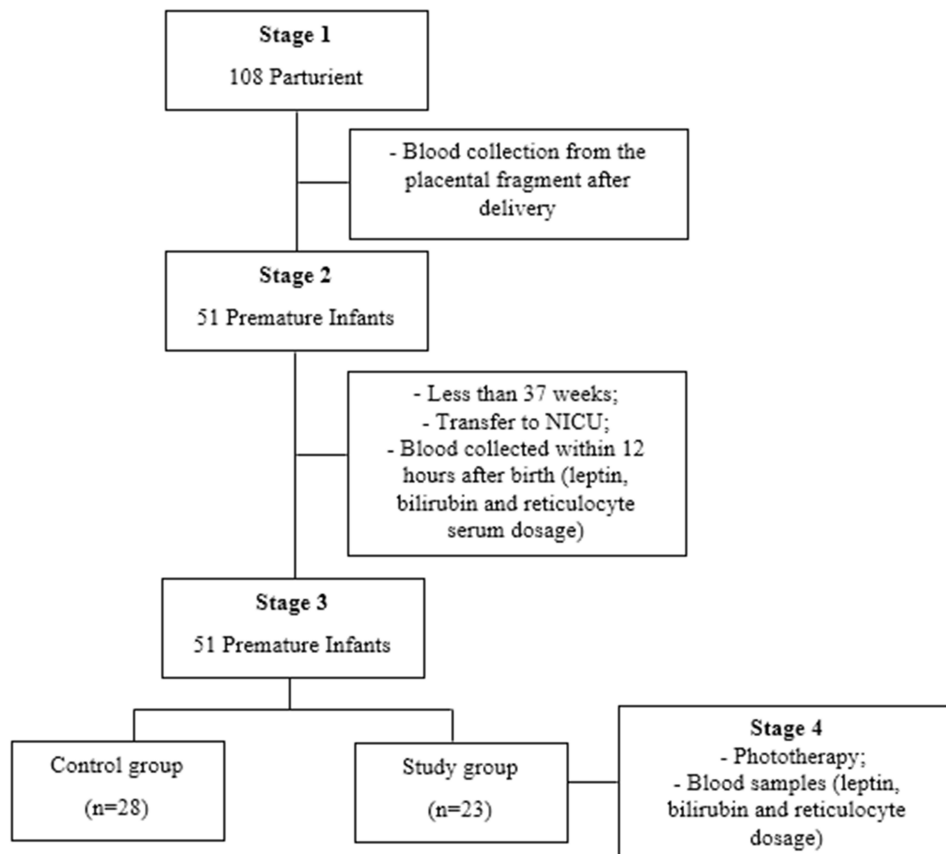 Stage 1
108 Parturient
- Blood collection from the
placental fragment after
delivery
Stage 2
51 Premature Infants
- Less than 37 weeks;
- Transfer to NICU;
- Blood collected within 12
hours after birth (leptin,
bilirubin and reticulocyte
serum dosage)
Stage 3
51 Premature Infants
Control group
(n=28)
Study group
(n=23)
Stage 4
- Phototherapy;
- Blood samples (leptin,
bilirubin and reticulocyte
dosage)